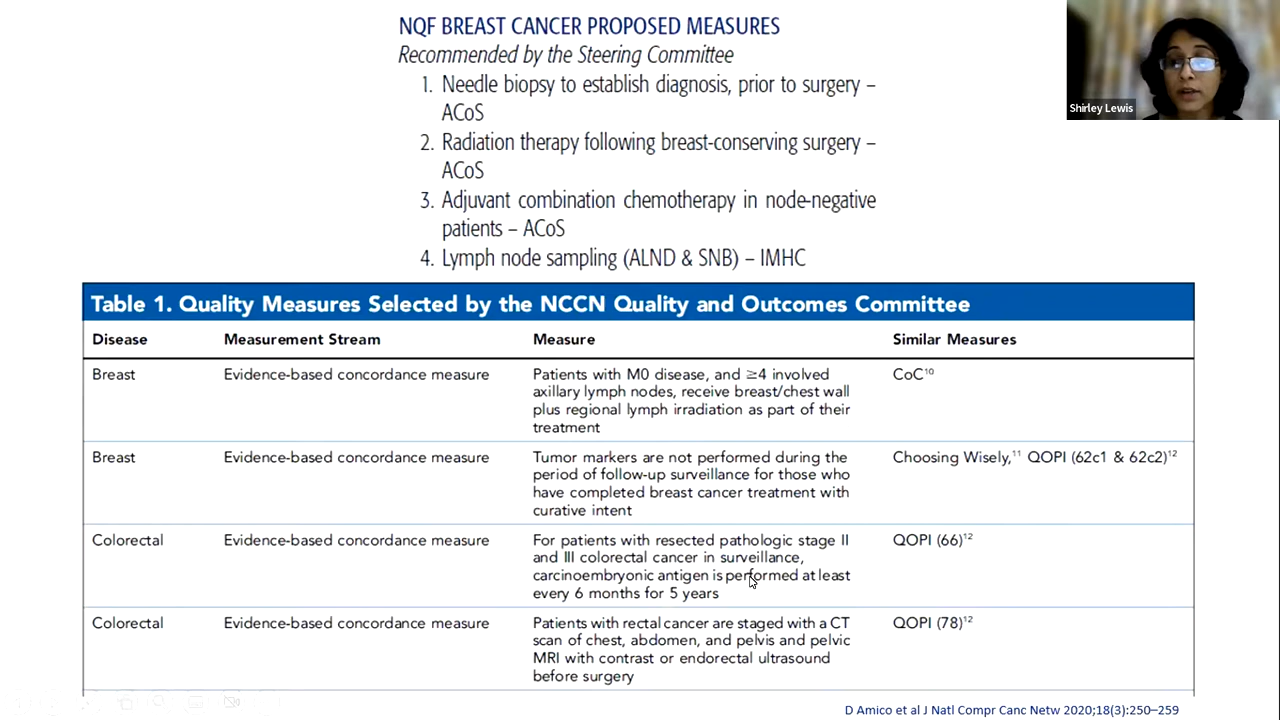 NQF BREAST CANCER PROPOSED MEASURES
Recommended by the Steering Committee
1. Needle biopsy to establish diagnosis, prior to surgery –
ACoS
2. Radiation therapy following breast-conserving surgery –
ACoS
3. Adjuvant combination chemotherapy in node-negative
patients – ACoS
4. Lymph node sampling (ALND & SNB) – IMHC
Shirley Lewis
Table 1. Quality Measures Selected by the NCCN Quality and Outcomes Committee
Disease Measurement Stream Measure Similar Measures
Breast Evidence-based concordance measure Patients with M0 disease, and ≥4 involved CoC¹⁰
axillary lymph nodes, receive breast/chest wall
plus regional lymph irradiation as part of their
treatment
Breast Evidence-based concordance measure Tumor markers are not performed during the Choosing Wisely,¹¹ QOPI (62c1 & 62c2)¹²
period of follow-up surveillance for those who
have completed breast cancer treatment with
curative intent
Colorectal Evidence-based concordance measure For patients with resected pathologic stage II QOPI (66)¹²
and III colorectal cancer in surveillance,
carcinoembryonic antigen is performed at least
every 6 months for 5 years
Colorectal Evidence-based concordance measure Patients with rectal cancer are staged with a CT QOPI (78)¹²
scan of chest, abdomen, and pelvis and pelvic
MRI with contrast or endorectal ultrasound
before surgery
D Amico et al J Natl Compr Canc Netw 2020;18(3):250–259